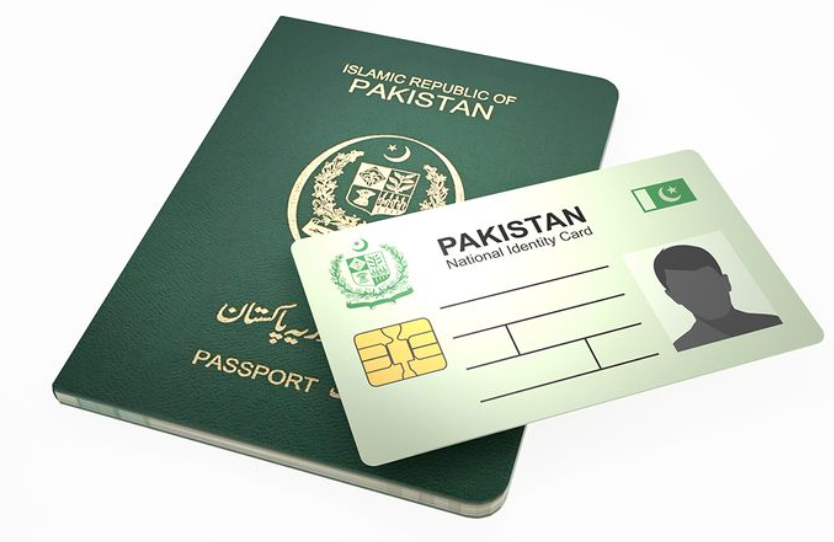 ISLAMIC REPUBLIC OF
PAKISTAN
پاکستان
PASSPORT
PAKISTAN
National Identity Card